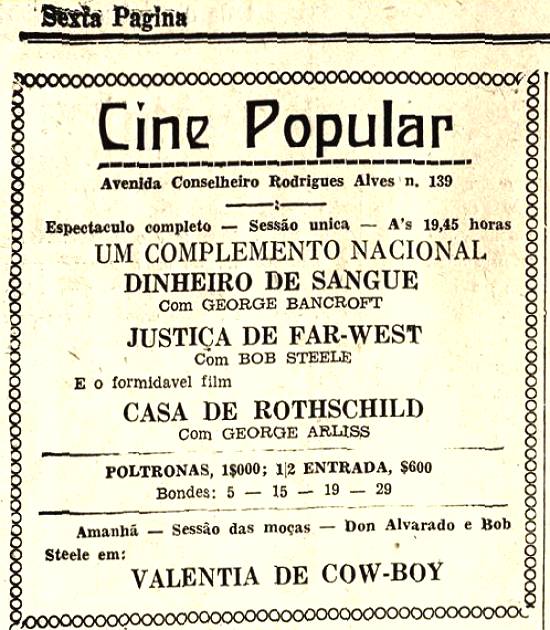 Sexta Pagina
Cine Popular
Avenida Conselheiro Rodrigues Alves n. 139
Espectaculo completo — Sessão unica — A's 19,45 horas
UM COMPLEMENTO NACIONAL
DINHEIRO DE SANGUE
Com GEORGE BANCROFT
JUSTIÇA DE FAR-WEST
Com BOB STEELE
E o formidavel film
CASA DE ROTHSCHILD
Com GEORGE ARLISS
POLTRONAS, 1$000; 1|2 ENTRADA, $600
Bondes: 5 — 15 — 19 — 29
Amanhã — Sessão das moças — Don Alvarado e Bob
Steele em:
VALENTIA DE COW-BOY